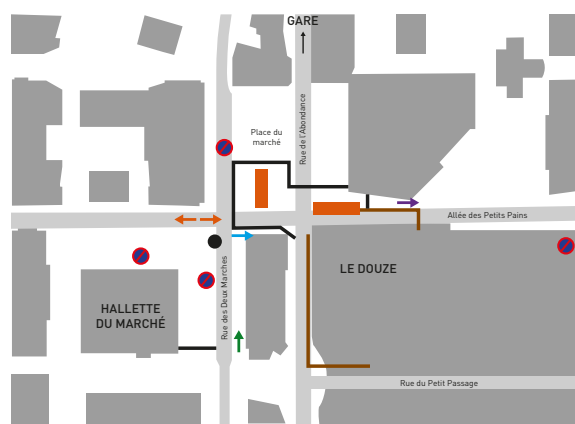 GARE
Place du
marché
Rue de l'Abondance
Allée des Petits Pains
LE DOUZE
Rue des Deux Marches
HALLETTE
DU MARCHÉ
Rue du Petit Passage